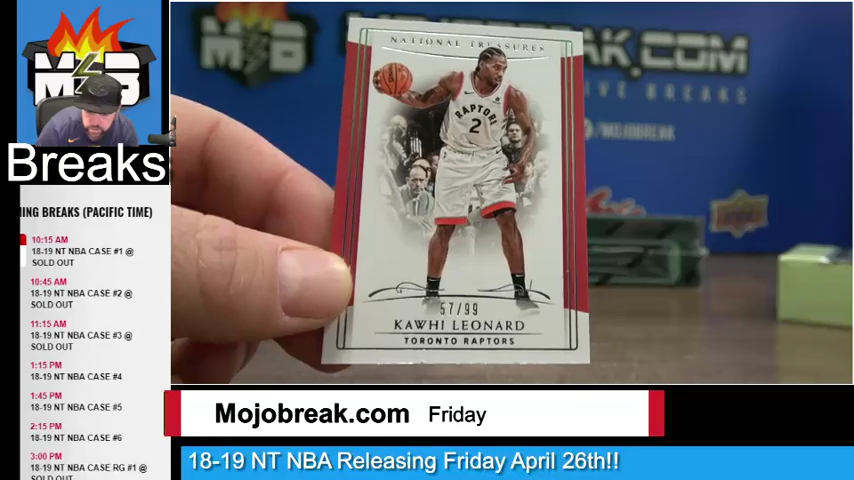 MB
Breaks
ING BREAKS (PACIFIC TIME)
10:15 AM
18-19 NT NBA CASE #1 @
SOLD OUT
10:45 AM
18-19 NT NBA CASE #2 @
SOLD OUT
11:15 AM
18-19 NT NBA CASE #3 @
SOLD OUT
1:15 PM
18-19 NT NBA CASE #4
1:45 PM
18-19 NT NBA CASE #5
2:15 PM
18-19 NT NBA CASE #6
3:00 PM
18-19 NT NBA CASE RG #1 @
SOLD OUT
MB
BREAK.COM
IVE BREAKS
/MOJOBREAK
NATIONAL TREASURES
RAPTORS
2
57/99
KAWHI LEONARD
TORONTO RAPTORS
Mojobreak.com Friday
18-19 NT NBA Releasing Friday April 26th!!